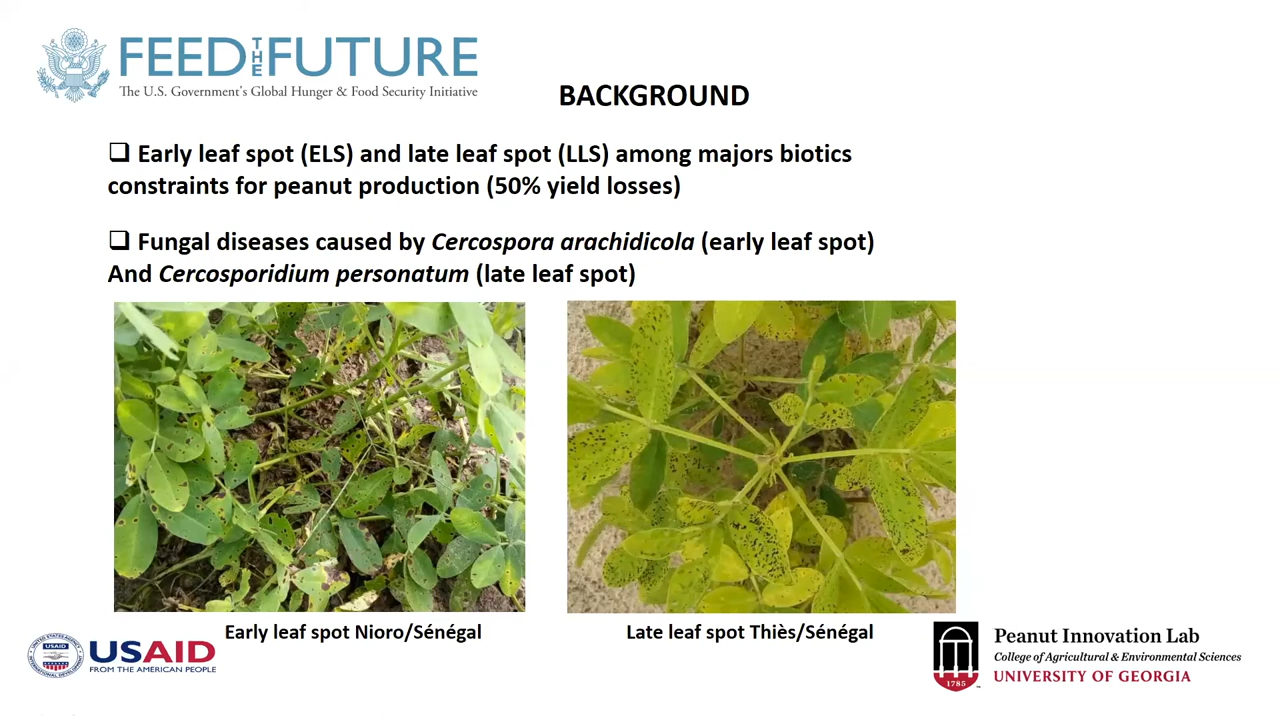 FEED THE FUTURE
The U.S. Government's Global Hunger & Food Security Initiative
BACKGROUND
Early leaf spot (ELS) and late leaf spot (LLS) among majors biotics
constraints for peanut production (50% yield losses)
Fungal diseases caused by Cercospora arachidicola (early leaf spot)
And Cercosporidium personatum (late leaf spot)
Early leaf spot Nioro/Sénégal
Late leaf spot Thiès/Sénégal
USAID
USAID
FROM THE AMERICAN PEOPLE
1785
Peanut Innovation Lab
College of Agricultural & Environmental Sciences
UNIVERSITY OF GEORGIA